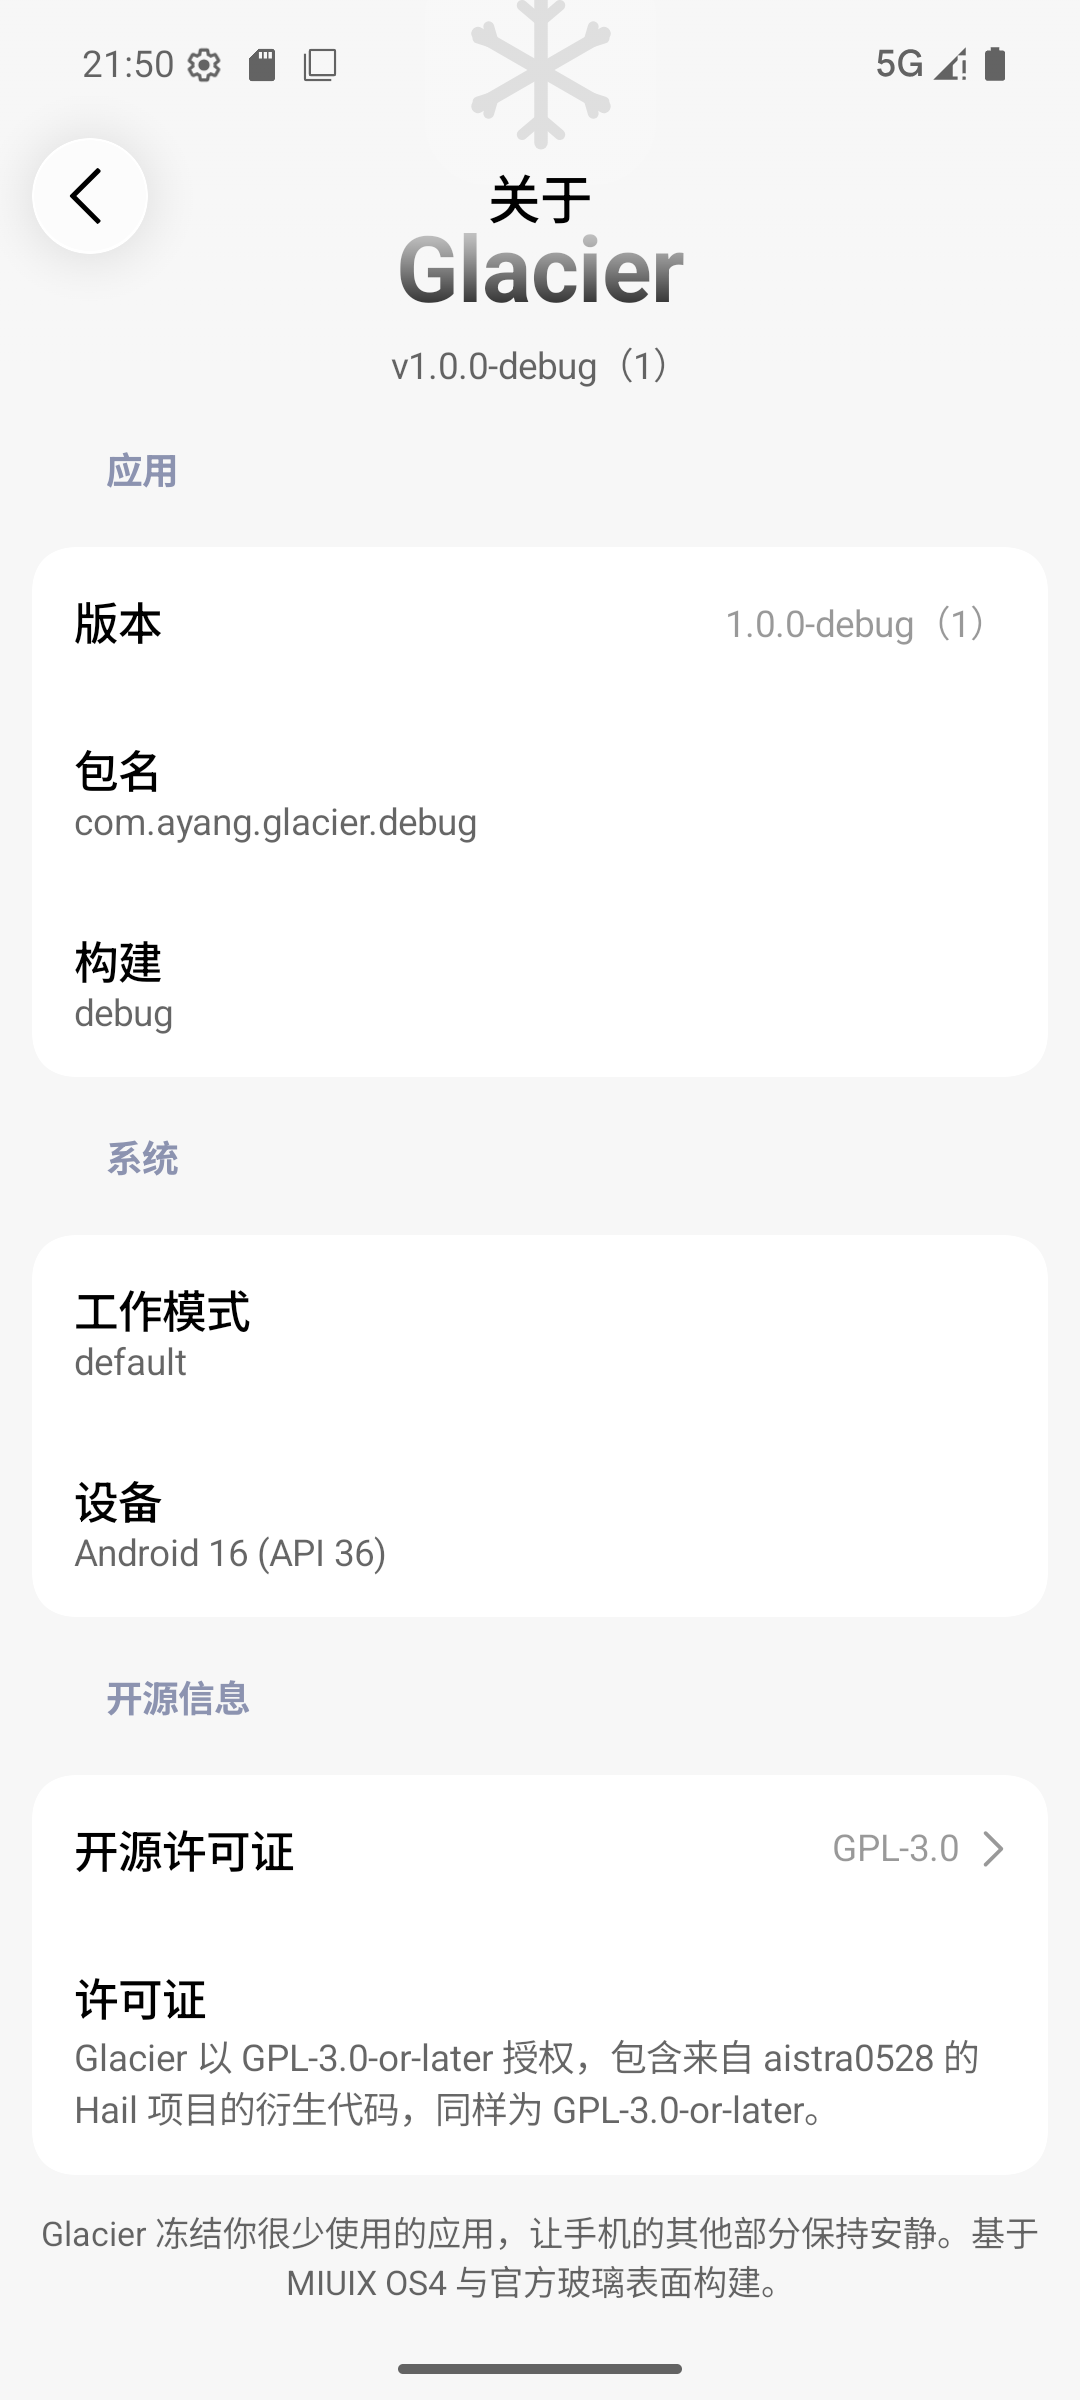 21:50
5G
关于
Glacier
v1.0.0-debug（1）
应用
版本
1.0.0-debug（1）
包名
com.ayang.glacier.debug
构建
debug
系统
工作模式
default
设备
Android 16 (API 36)
开源信息
开源许可证
GPL-3.0
许可证
Glacier 以 GPL-3.0-or-later 授权，包含来自 aistra0528 的
Hail 项目的衍生代码，同样为 GPL-3.0-or-later。
Glacier 冻结你很少使用的应用，让手机的其他部分保持安静。基于
MIUIX OS4 与官方玻璃表面构建。